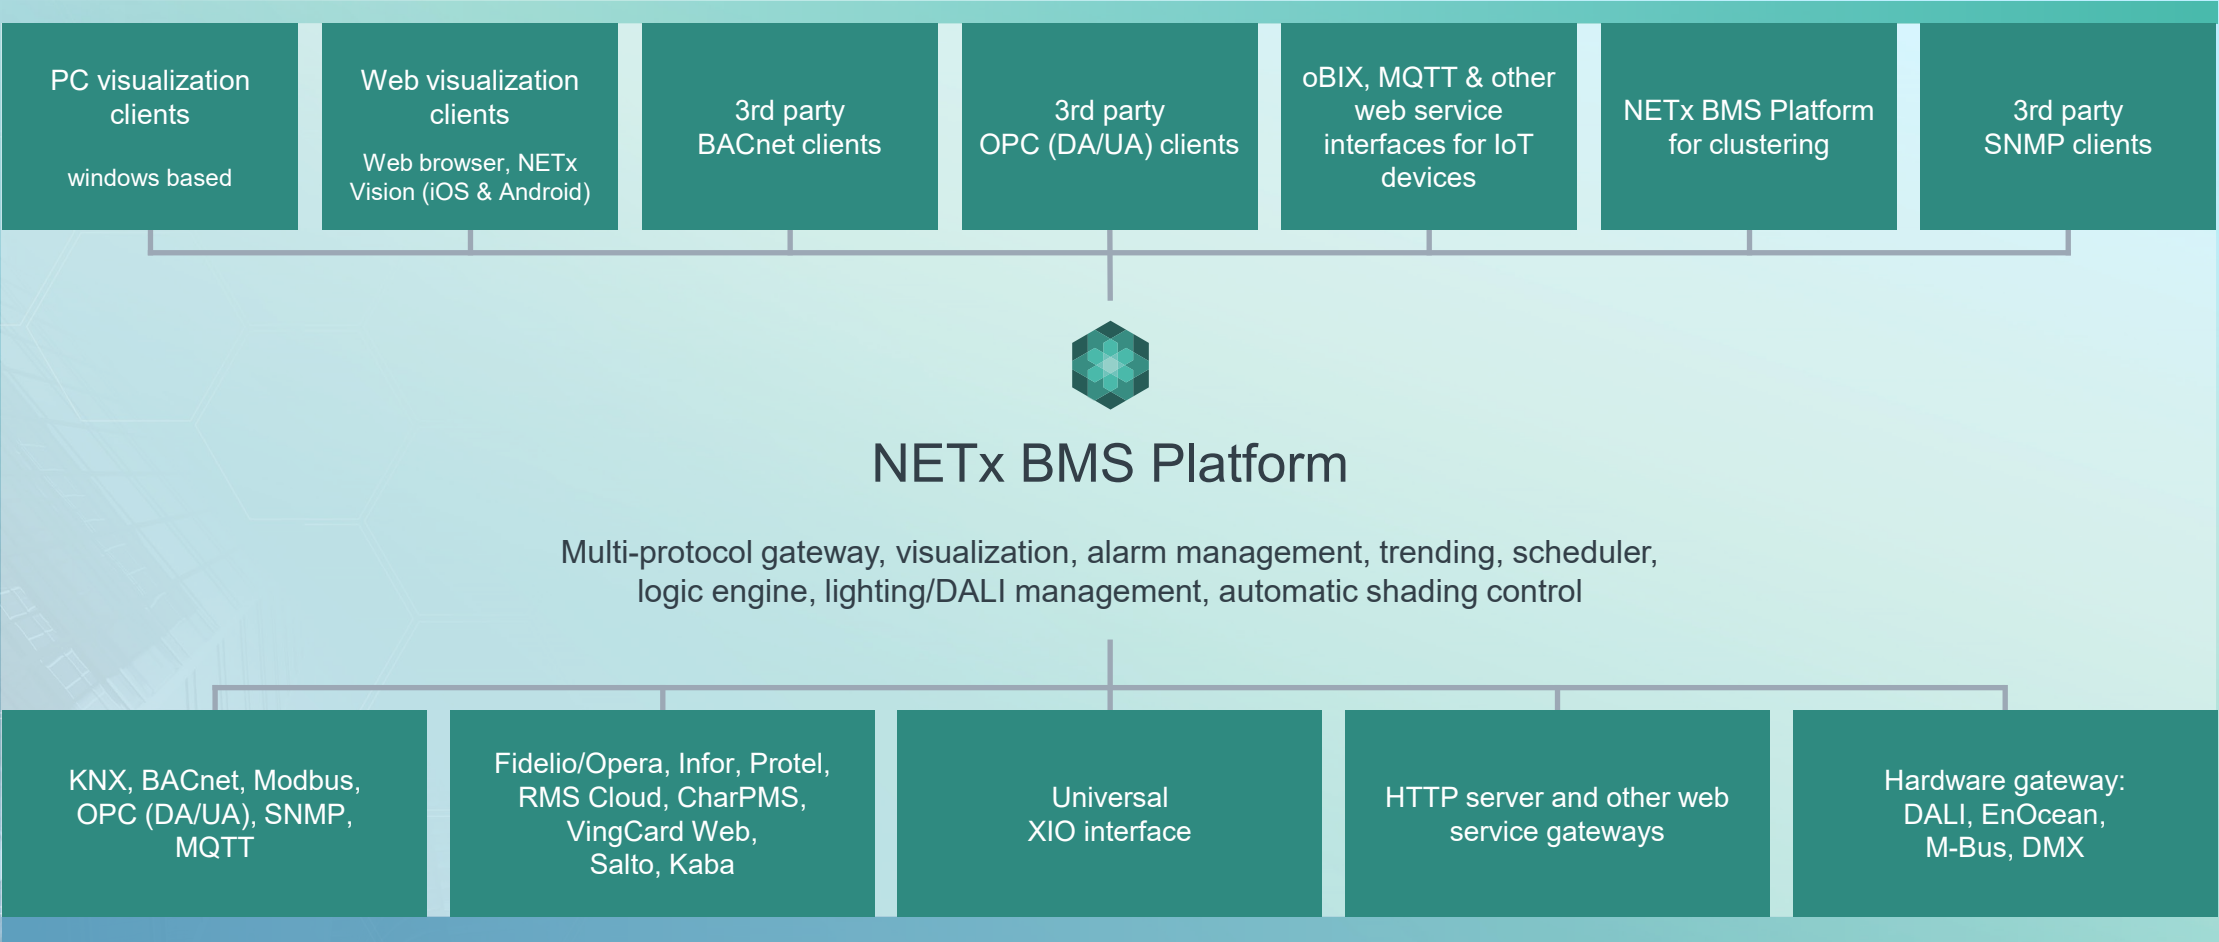 PC visualization
clients
windows based
Web visualization
clients
Web browser, NETx
Vision (iOS & Android)
3rd party
BACnet clients
3rd party
OPC (DA/UA) clients
oBIX, MQTT & other
web service
interfaces for IoT
devices
NETx BMS Platform
for clustering
3rd party
SNMP clients
NETx BMS Platform
Multi-protocol gateway, visualization, alarm management, trending, scheduler,
logic engine, lighting/DALI management, automatic shading control
KNX, BACnet, Modbus,
OPC (DA/UA), SNMP,
MQTT
Fidelio/Opera, Infor, Protel,
RMS Cloud, CharPMS,
VingCard Web,
Salto, Kaba
Universal
XIO interface
HTTP server and other web
service gateways
Hardware gateway:
DALI, EnOcean,
M-Bus, DMX